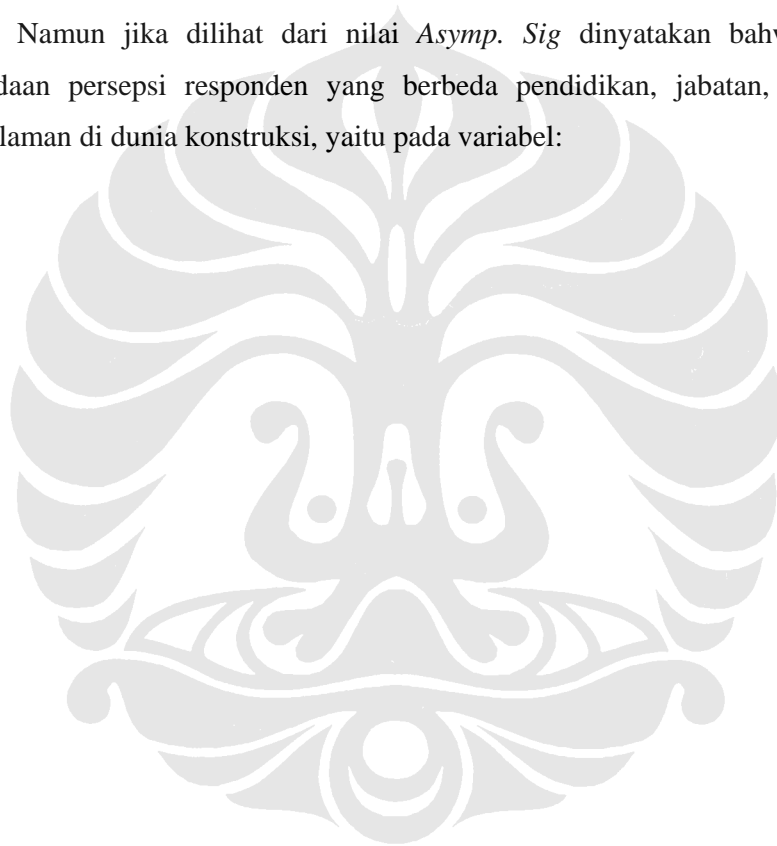 Namun jika dilihat dari nilai Asymp. Sig dinyatakan bahw
daan persepsi responden yang berbeda pendidikan, jabatan,
laman di dunia konstruksi, yaitu pada variabel: